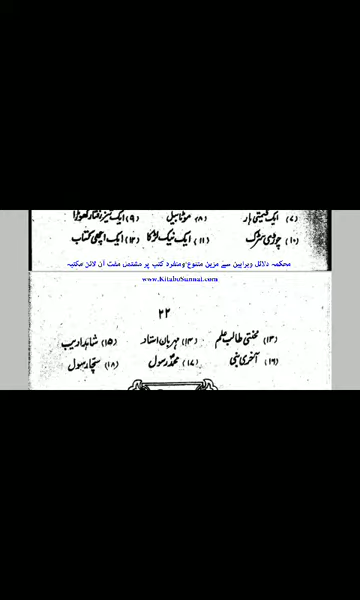 (۷) ایک قیمتی ہار (۸) موٹا بیل (۹) ایک تیز رفتار گھوڑا
(۱۰) چوڑی سڑک (۱۱) ایک نیک لڑکا (۱۲) ایک اچھی کتاب
محکمہ دلائل وبراہین سے مزین متنوع ومنفرد کتب پر مشتمل مفت آن لائن مکتبہ
www.KitaboSunnat.com
۲۲
(۱۳) محنتی طالب علم (۱۴) مہربان استاد (۱۵) شاندار ادیب
(۱۶) آخری نبی (۱۷) محمدؐ رسول (۱۸) سچا رسول